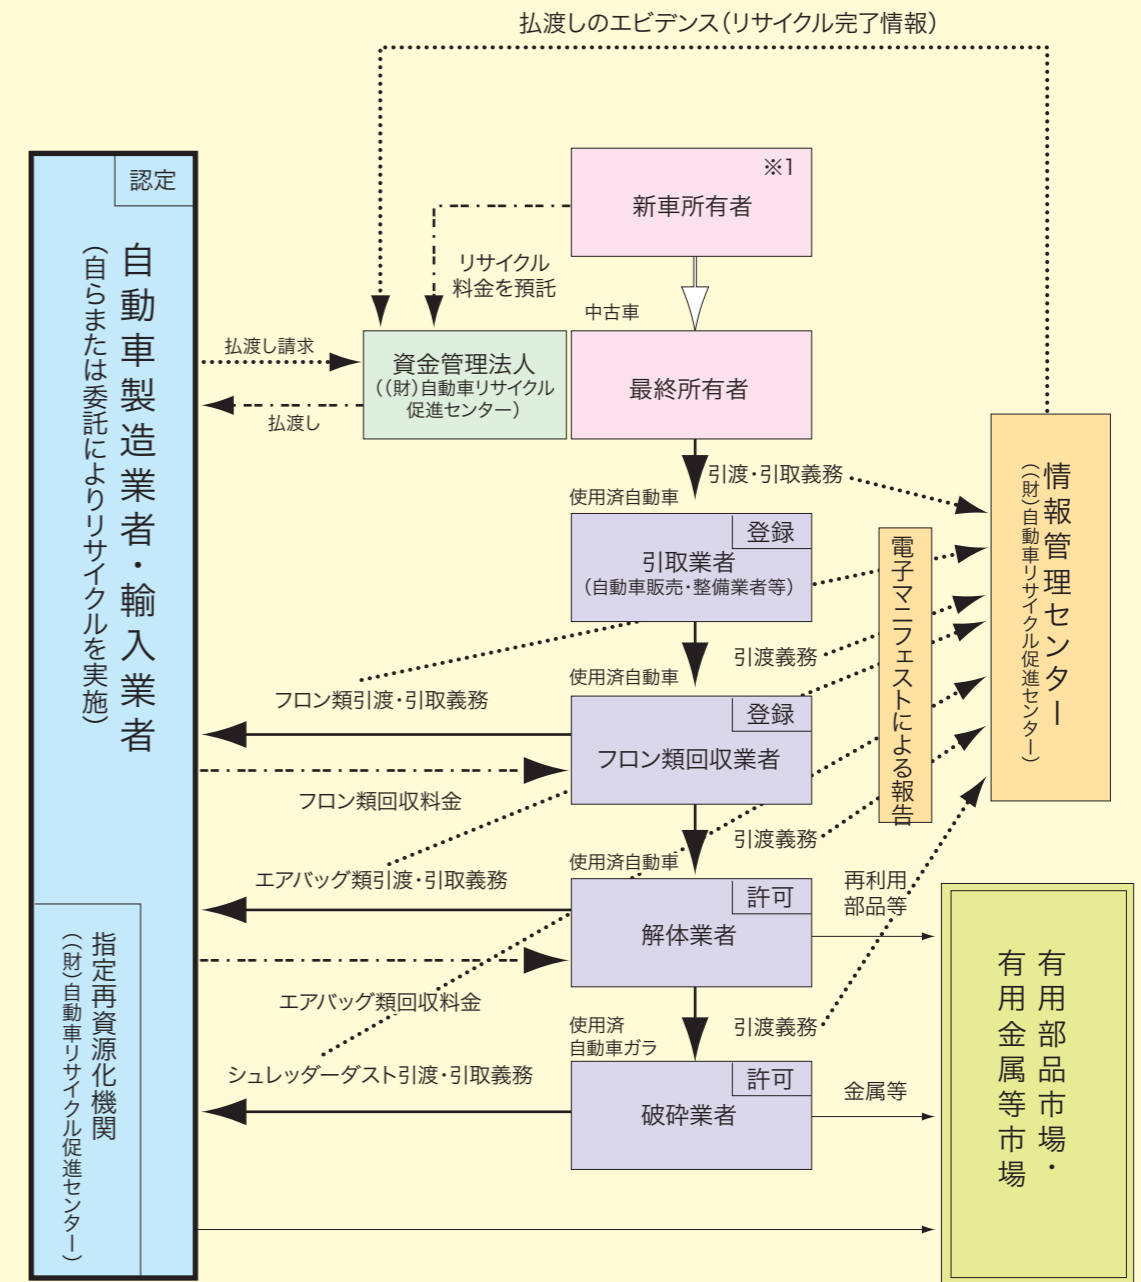 払渡しのエビデンス（リサイクル完了情報）
認定
自動車製造業者・輸入業者
（自らまたは委託によりリサイクルを実施）
※1
新車所有者
リサイクル
料金を預託
中古車
払渡し請求
払渡し
資金管理法人
（（財）自動車リサイクル
促進センター）
最終所有者
引渡・引取義務
使用済自動車
登録
引取業者
（自動車販売・整備業者等）
電子マニフェストによる報告
情報管理センター
（（財）自動車リサイクル促進センター）
引渡義務
使用済自動車
フロン類引渡・引取義務
登録
フロン類回収業者
フロン類回収料金
引渡義務
使用済自動車
エアバッグ類引渡・引取義務
許可
解体業者
再利用
部品等
エアバッグ類回収料金
指定再資源化機関
（（財）自動車リサイクル促進センター）
使用済
自動車ガラ
引渡義務
シュレッダーダスト引渡・引取義務
許可
破砕業者
金属等
有用部品市場・
有用金属等市場